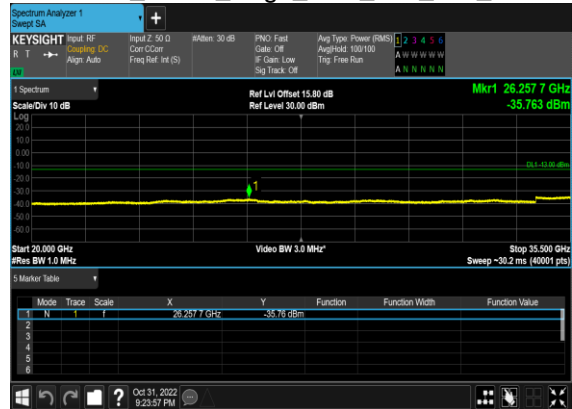 Spectrum Analyzer 1
Swept SA
+
KEYSIGHT Input: RF Input Z: 50 Ω #Atten: 30 dB PNO: Fast Avg Type: Power (RMS) 1 2 3 4 5 6
R T Coupling: DC Corr CCorr Gate: Off Avg|Hold: 100/100 A W W W W W
Align: Auto Freq Ref: Int (S) IF Gain: Low Trig: Free Run
Sig Track: Off A N N N N N
1 Spectrum Ref Lvl Offset 15.80 dB Mkr1 26.257 7 GHz
Scale/Div 10 dB Ref Level 30.00 dBm -35.763 dBm
Log
20.0
10.0
0.00
-10.0
DL1 -13.00 dBm
-20.0
1
-30.0
-40.0
-50.0
-60.0
Start 20.000 GHz Video BW 3.0 MHz* Stop 35.500 GHz
#Res BW 1.0 MHz Sweep ~30.2 ms (40001 pts)
5 Marker Table
Mode Trace Scale X Y Function Function Width Function Value
1 N 1 f 26.257 7 GHz -35.76 dBm
2
3
4
5
6
? Oct 31, 2022
9:23:57 PM